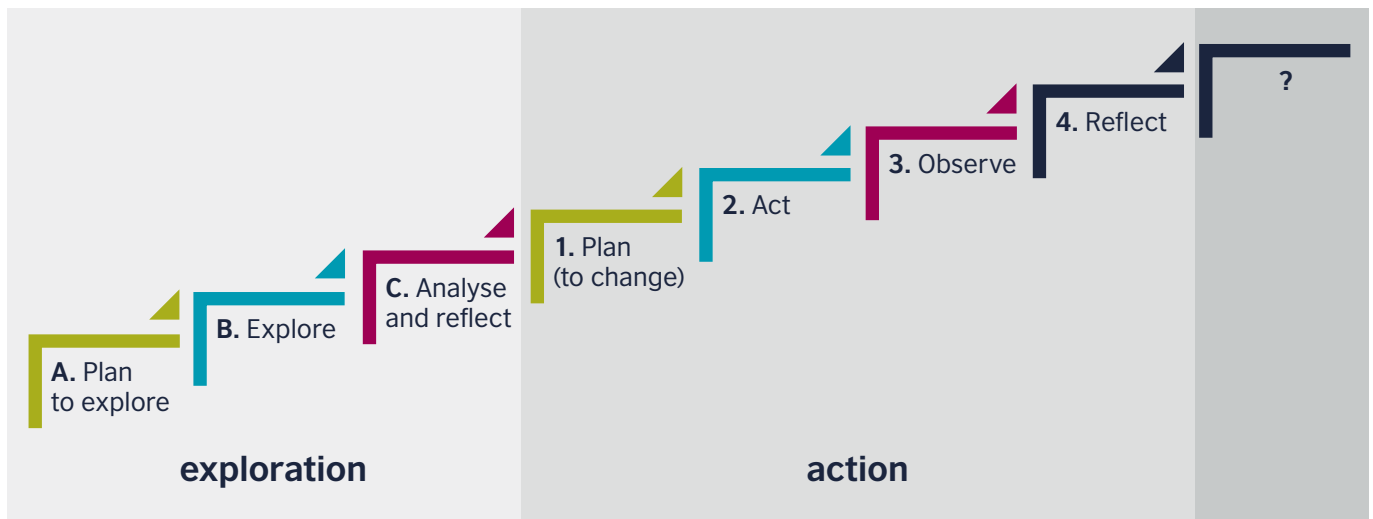 A. Plan
to explore
B. Explore
C. Analyse
and reflect
1. Plan
(to change)
2. Act
3. Observe
4. Reflect
?
exploration
action